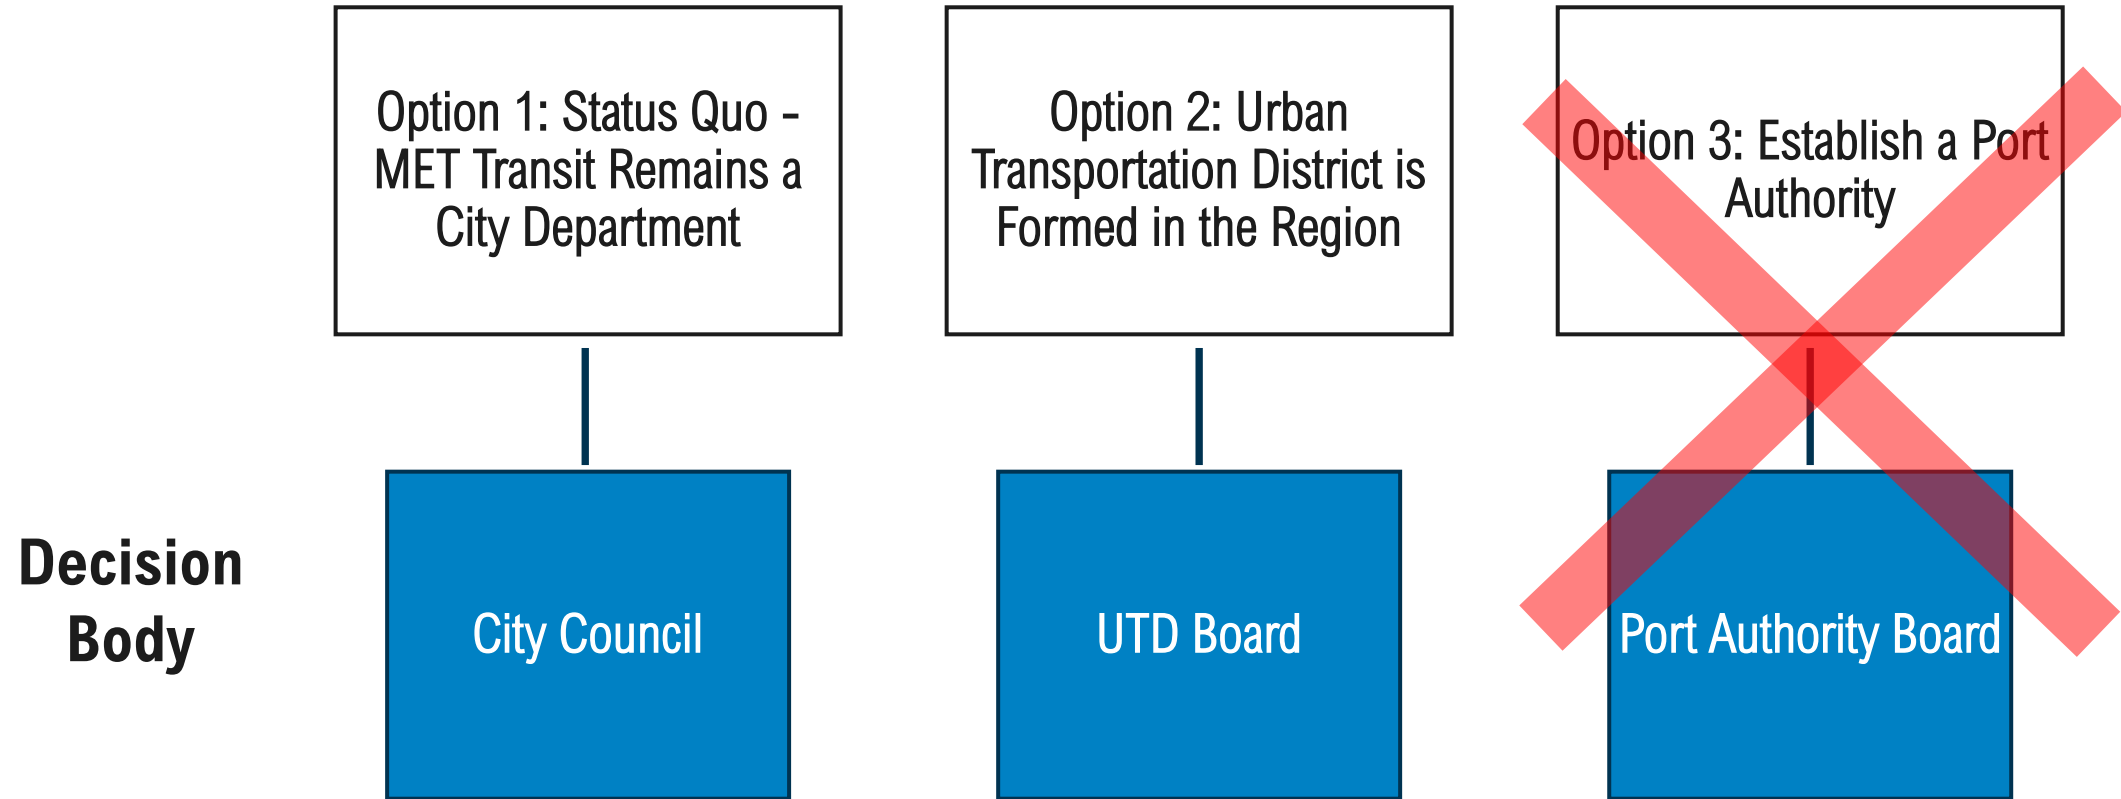 Option 1: Status Quo -
MET Transit Remains a
City Department
Option 2: Urban
Transportation District is
Formed in the Region
Option 3: Establish a Port
Authority
Decision
Body
City Council
UTD Board
Port Authority Board